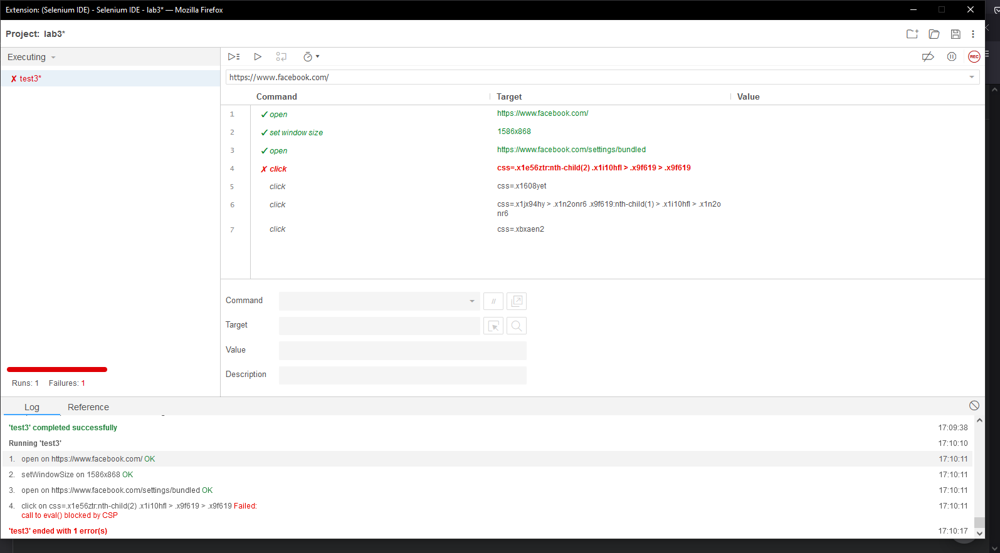 Extension: (Selenium IDE) - Selenium IDE - lab3* — Mozilla Firefox
Project: lab3*
Executing
✗ test3*
REC
https://www.facebook.com/
Command Target Value
1 ✓ open https://www.facebook.com/
2 ✓ set window size 1586x868
3 ✓ open https://www.facebook.com/settings/bundled
4 ✗ click css=.x1e56ztr:nth-child(2) .x1i10hfl > .x9f619 > .x9f619
5 click css=.x1608yet
6 click css=.x1jx94hy > .x1n2onr6 .x9f619:nth-child(1) > .x1i10hfl > .x1n2o
nr6
7 click css=.xbxaen2
Command //
Target
Value
Description
Runs: 1 Failures: 1
Log Reference
'test3' completed successfully 17:09:38
Running 'test3' 17:10:10
1. open on https://www.facebook.com/ OK 17:10:11
2. setWindowSize on 1586x868 OK 17:10:11
3. open on https://www.facebook.com/settings/bundled OK 17:10:11
4. click on css=.x1e56ztr:nth-child(2) .x1i10hfl > .x9f619 > .x9f619 Failed: 17:10:11
call to eval() blocked by CSP
'test3' ended with 1 error(s) 17:10:17